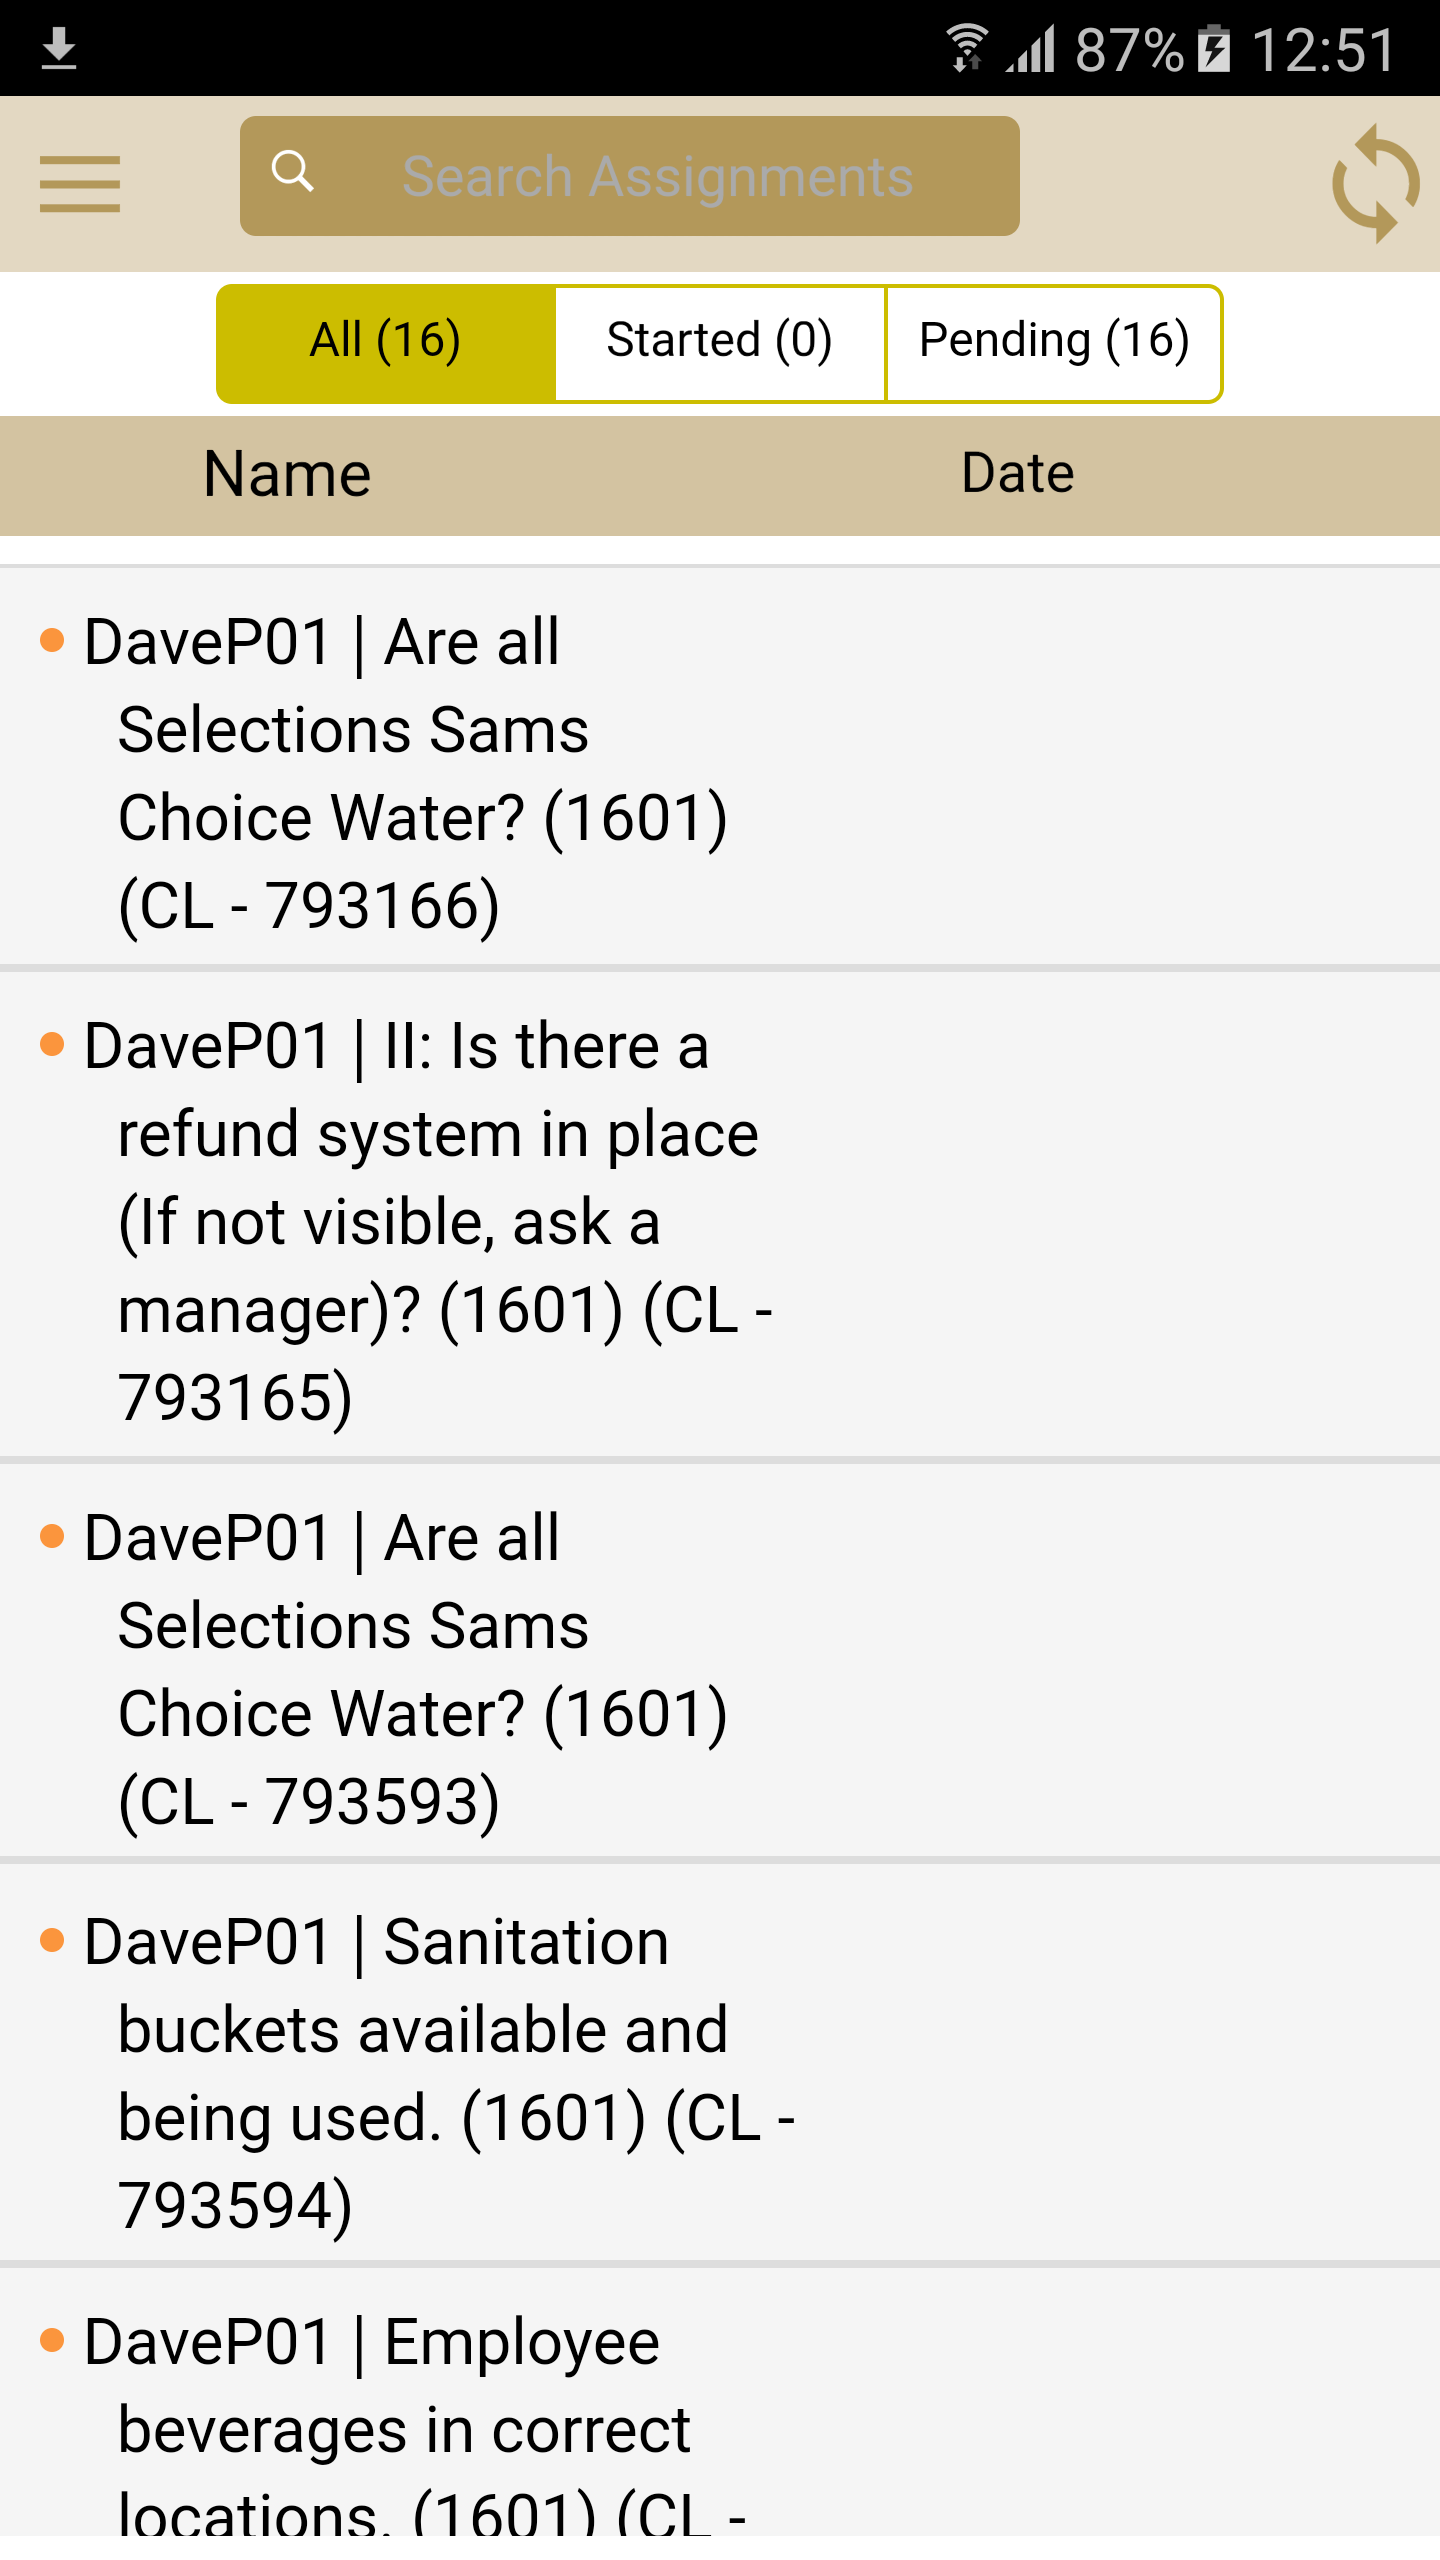 87% 12:51
Search Assignments
All (16) Started (0) Pending (16)
Name Date
DaveP01 | Are all
Selections Sams
Choice Water? (1601)
(CL - 793166)
DaveP01 | II: Is there a
refund system in place
(If not visible, ask a
manager)? (1601) (CL -
793165)
DaveP01 | Are all
Selections Sams
Choice Water? (1601)
(CL - 793593)
DaveP01 | Sanitation
buckets available and
being used. (1601) (CL -
793594)
DaveP01 | Employee
beverages in correct
locations. (1601) (CL -